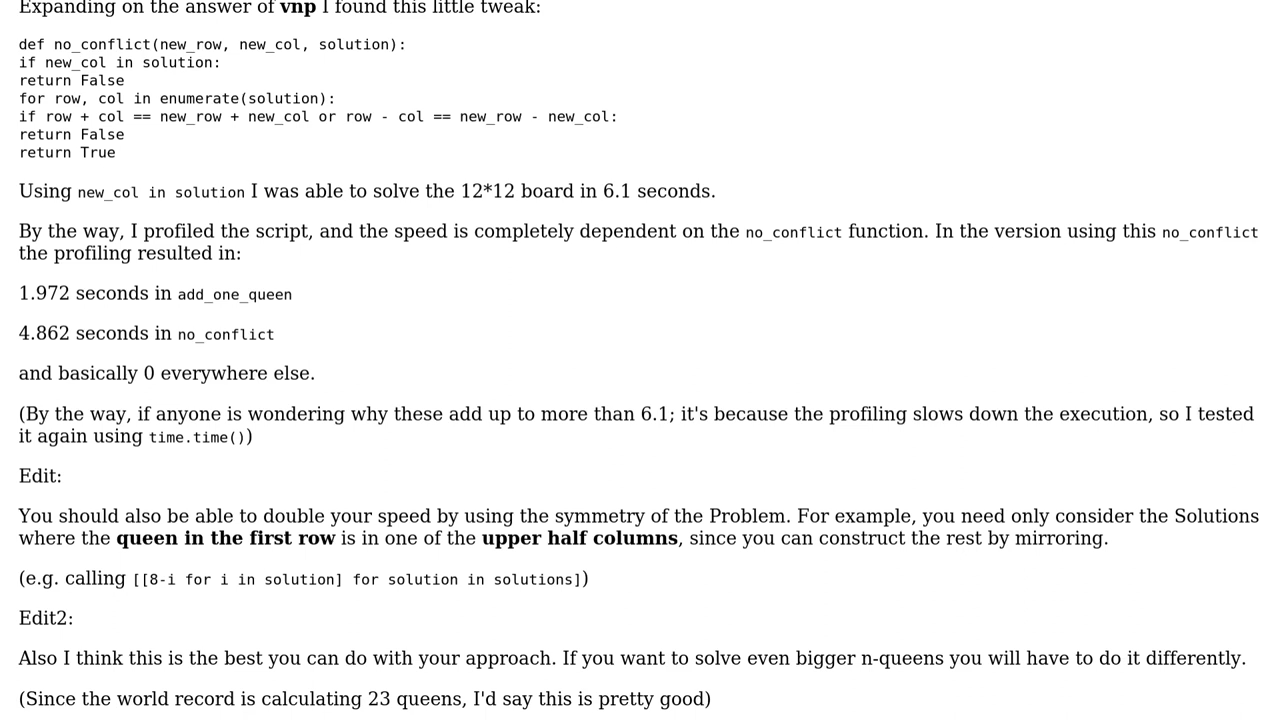 Expanding on the answer of vnp I found this little tweak:
def no_conflict(new_row, new_col, solution):
if new_col in solution:
return False
for row, col in enumerate(solution):
if row + col == new_row + new_col or row - col == new_row - new_col:
return False
return True
Using new_col in solution I was able to solve the 12*12 board in 6.1 seconds.
By the way, I profiled the script, and the speed is completely dependent on the no_conflict function. In the version using this no_conflict
the profiling resulted in:
1.972 seconds in add_one_queen
4.862 seconds in no_conflict
and basically 0 everywhere else.
(By the way, if anyone is wondering why these add up to more than 6.1; it's because the profiling slows down the execution, so I tested
it again using time.time())
Edit:
You should also be able to double your speed by using the symmetry of the Problem. For example, you need only consider the Solutions
where the queen in the first row is in one of the upper half columns, since you can construct the rest by mirroring.
(e.g. calling [[8-i for i in solution] for solution in solutions])
Edit2:
Also I think this is the best you can do with your approach. If you want to solve even bigger n-queens you will have to do it differently.
(Since the world record is calculating 23 queens, I'd say this is pretty good)